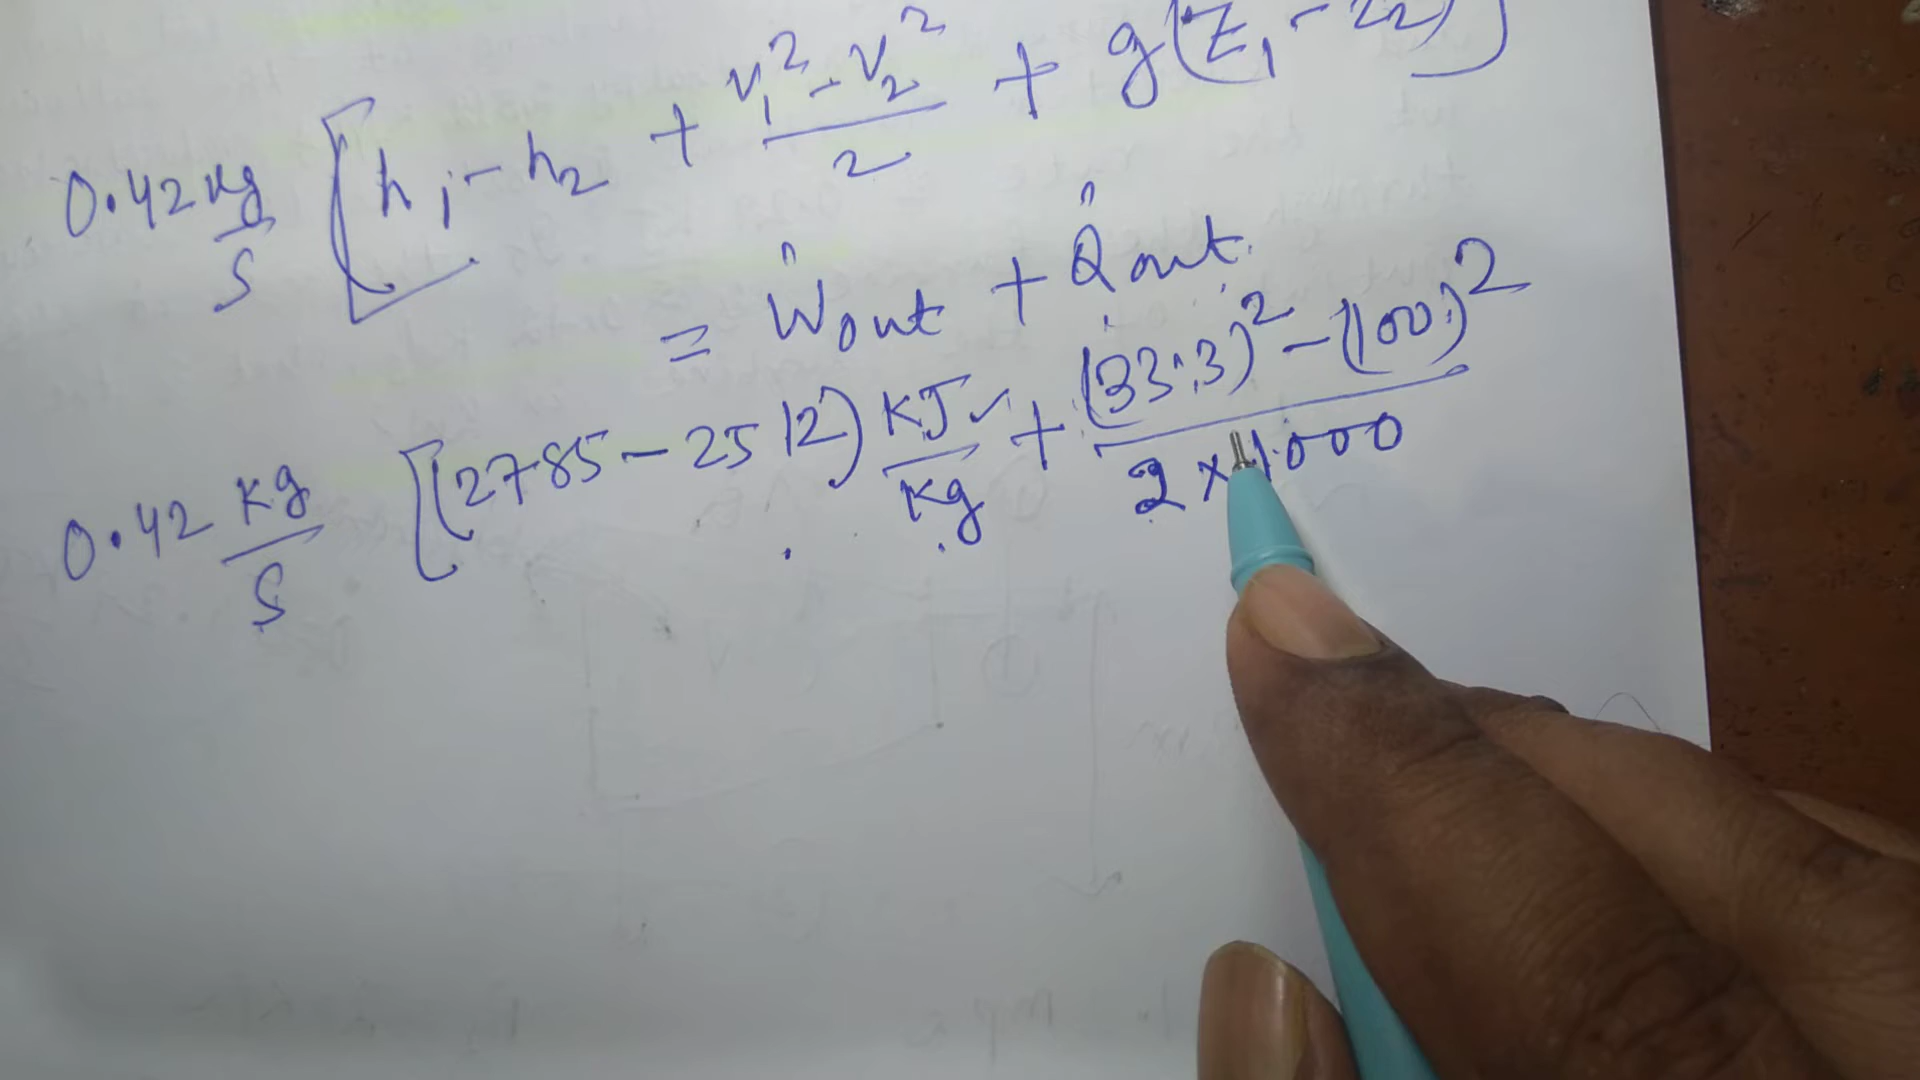 0.42 kg/s [h₁ - h₂ + (V₁² - V₂²)/2 + g(Z₁ - Z₂)]
= Ẇout + Q̇out
0.42 kg/s [(2785 - 2512) KJ/kg + ((33.3)² - (100)²)/(2 × 1000)